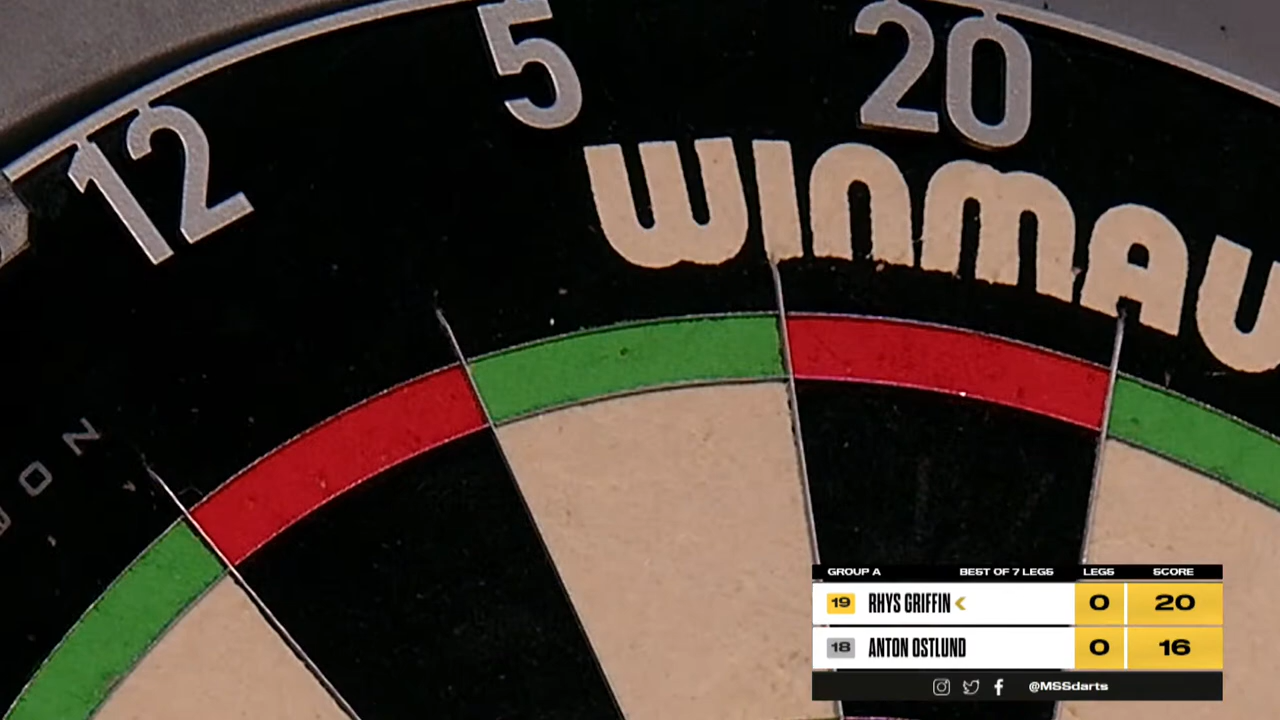 5
20
12
WINMAU
N
O
GROUP A BEST OF 7 LEGS LEGS SCORE
19 RHYS GRIFFIN 0 20
18 ANTON OSTLUND 0 16
@MSSdarts